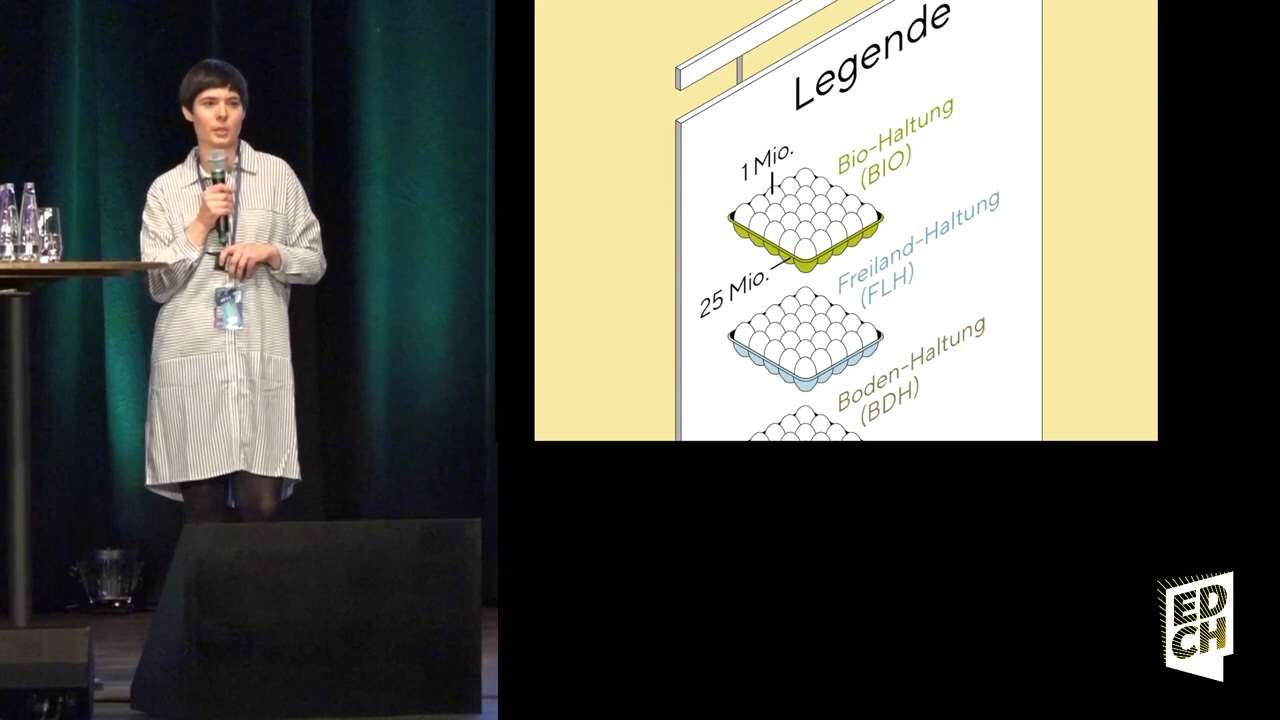 Legende
1 Mio.
Bio-Haltung
(BIO)
25 Mio.
Freiland-Haltung
(FLH)
Boden-Haltung
(BDH)
ED
CH